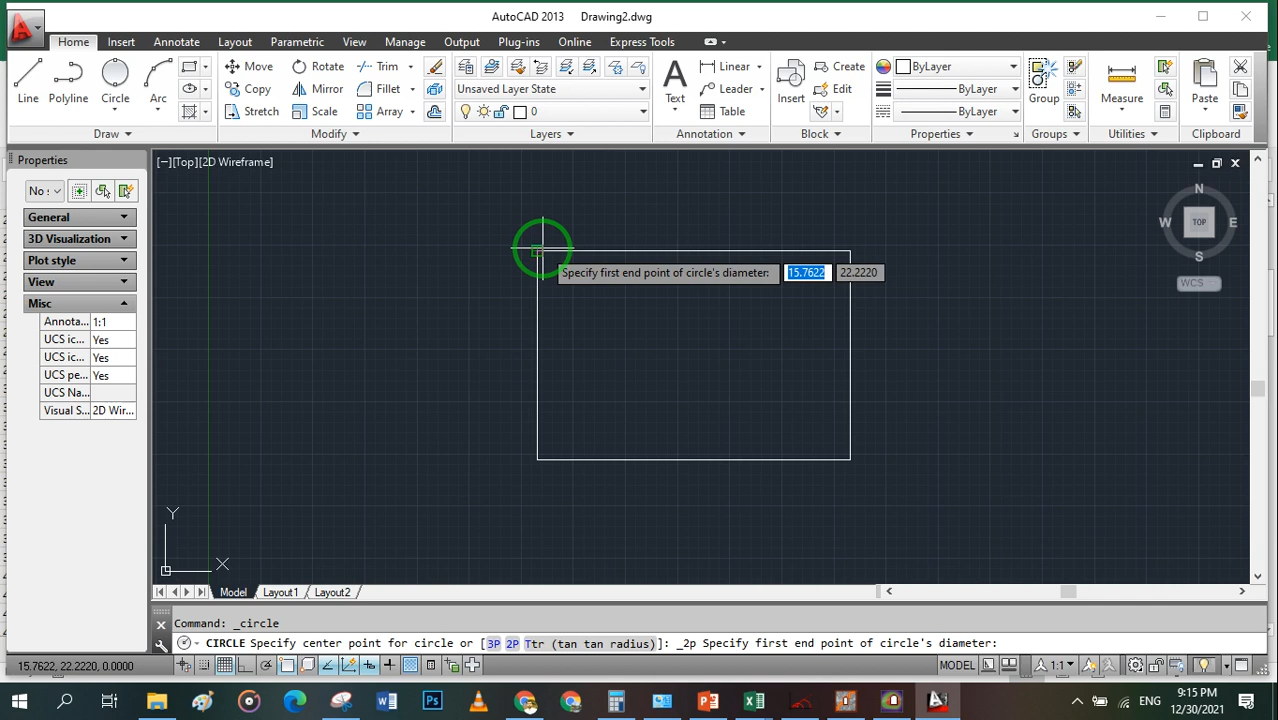 AutoCAD 2013 Drawing2.dwg
Home Insert Annotate Layout Parametric View Manage Output Plug-ins Online Express Tools
Line Polyline Circle Arc
Move Rotate Trim
Copy Mirror Fillet
Stretch Scale Array
Unsaved Layer State
0
Text
Linear
Leader
Table
Insert
Create
Edit
ByLayer
ByLayer
ByLayer
Group
Measure
Paste
Draw Modify Layers Annotation Block Properties Groups Utilities Clipboard
Properties
No s
General
3D Visualization
Plot style
View
Misc
Annota... 1:1
UCS ic... Yes
UCS ic... Yes
UCS pe... Yes
UCS Na...
Visual S... 2D Wir...
[−][Top][2D Wireframe]
N
W TOP E
S
WCS
Specify first end point of circle's diameter: 15.7622 22.2220
Y
X
Model Layout1 Layout2
Command: _circle
CIRCLE Specify center point for circle or [3P 2P Ttr (tan tan radius)]: _2p Specify first end point of circle's diameter:
15.7622, 22.2220, 0.0000 MODEL 1:1
ENG 9:15 PM
12/30/2021